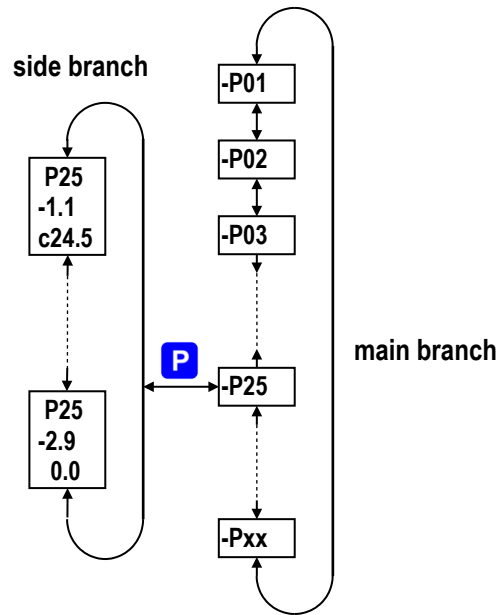 side branch
P25
-1.1
c24.5
P25
-2.9
0.0
P
-P01
-P02
-P03
-P25
-Pxx
main branch